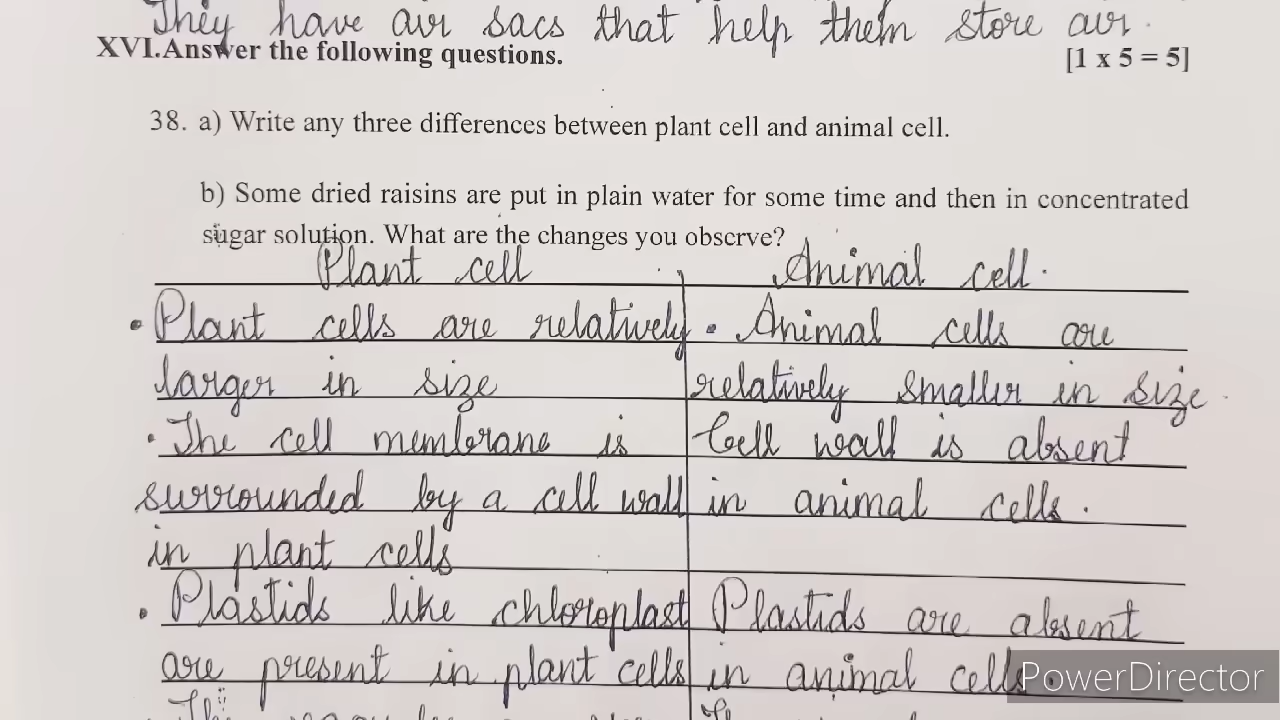 They have air sacs that help them store air.
XVI.Answer the following questions. [1 x 5 = 5]
38. a) Write any three differences between plant cell and animal cell.
b) Some dried raisins are put in plain water for some time and then in concentrated
sugar solution. What are the changes you observe?
Plant cell Animal cell.
• Plant cells are relatively • Animal cells are
larger in size relatively smaller in size.
• The cell membrane is Cell wall is absent
surrounded by a cell wall in animal cells.
in plant cells
• Plastids like chloroplast Plastids are absent
are present in plant cells in animal cells.
PowerDirector